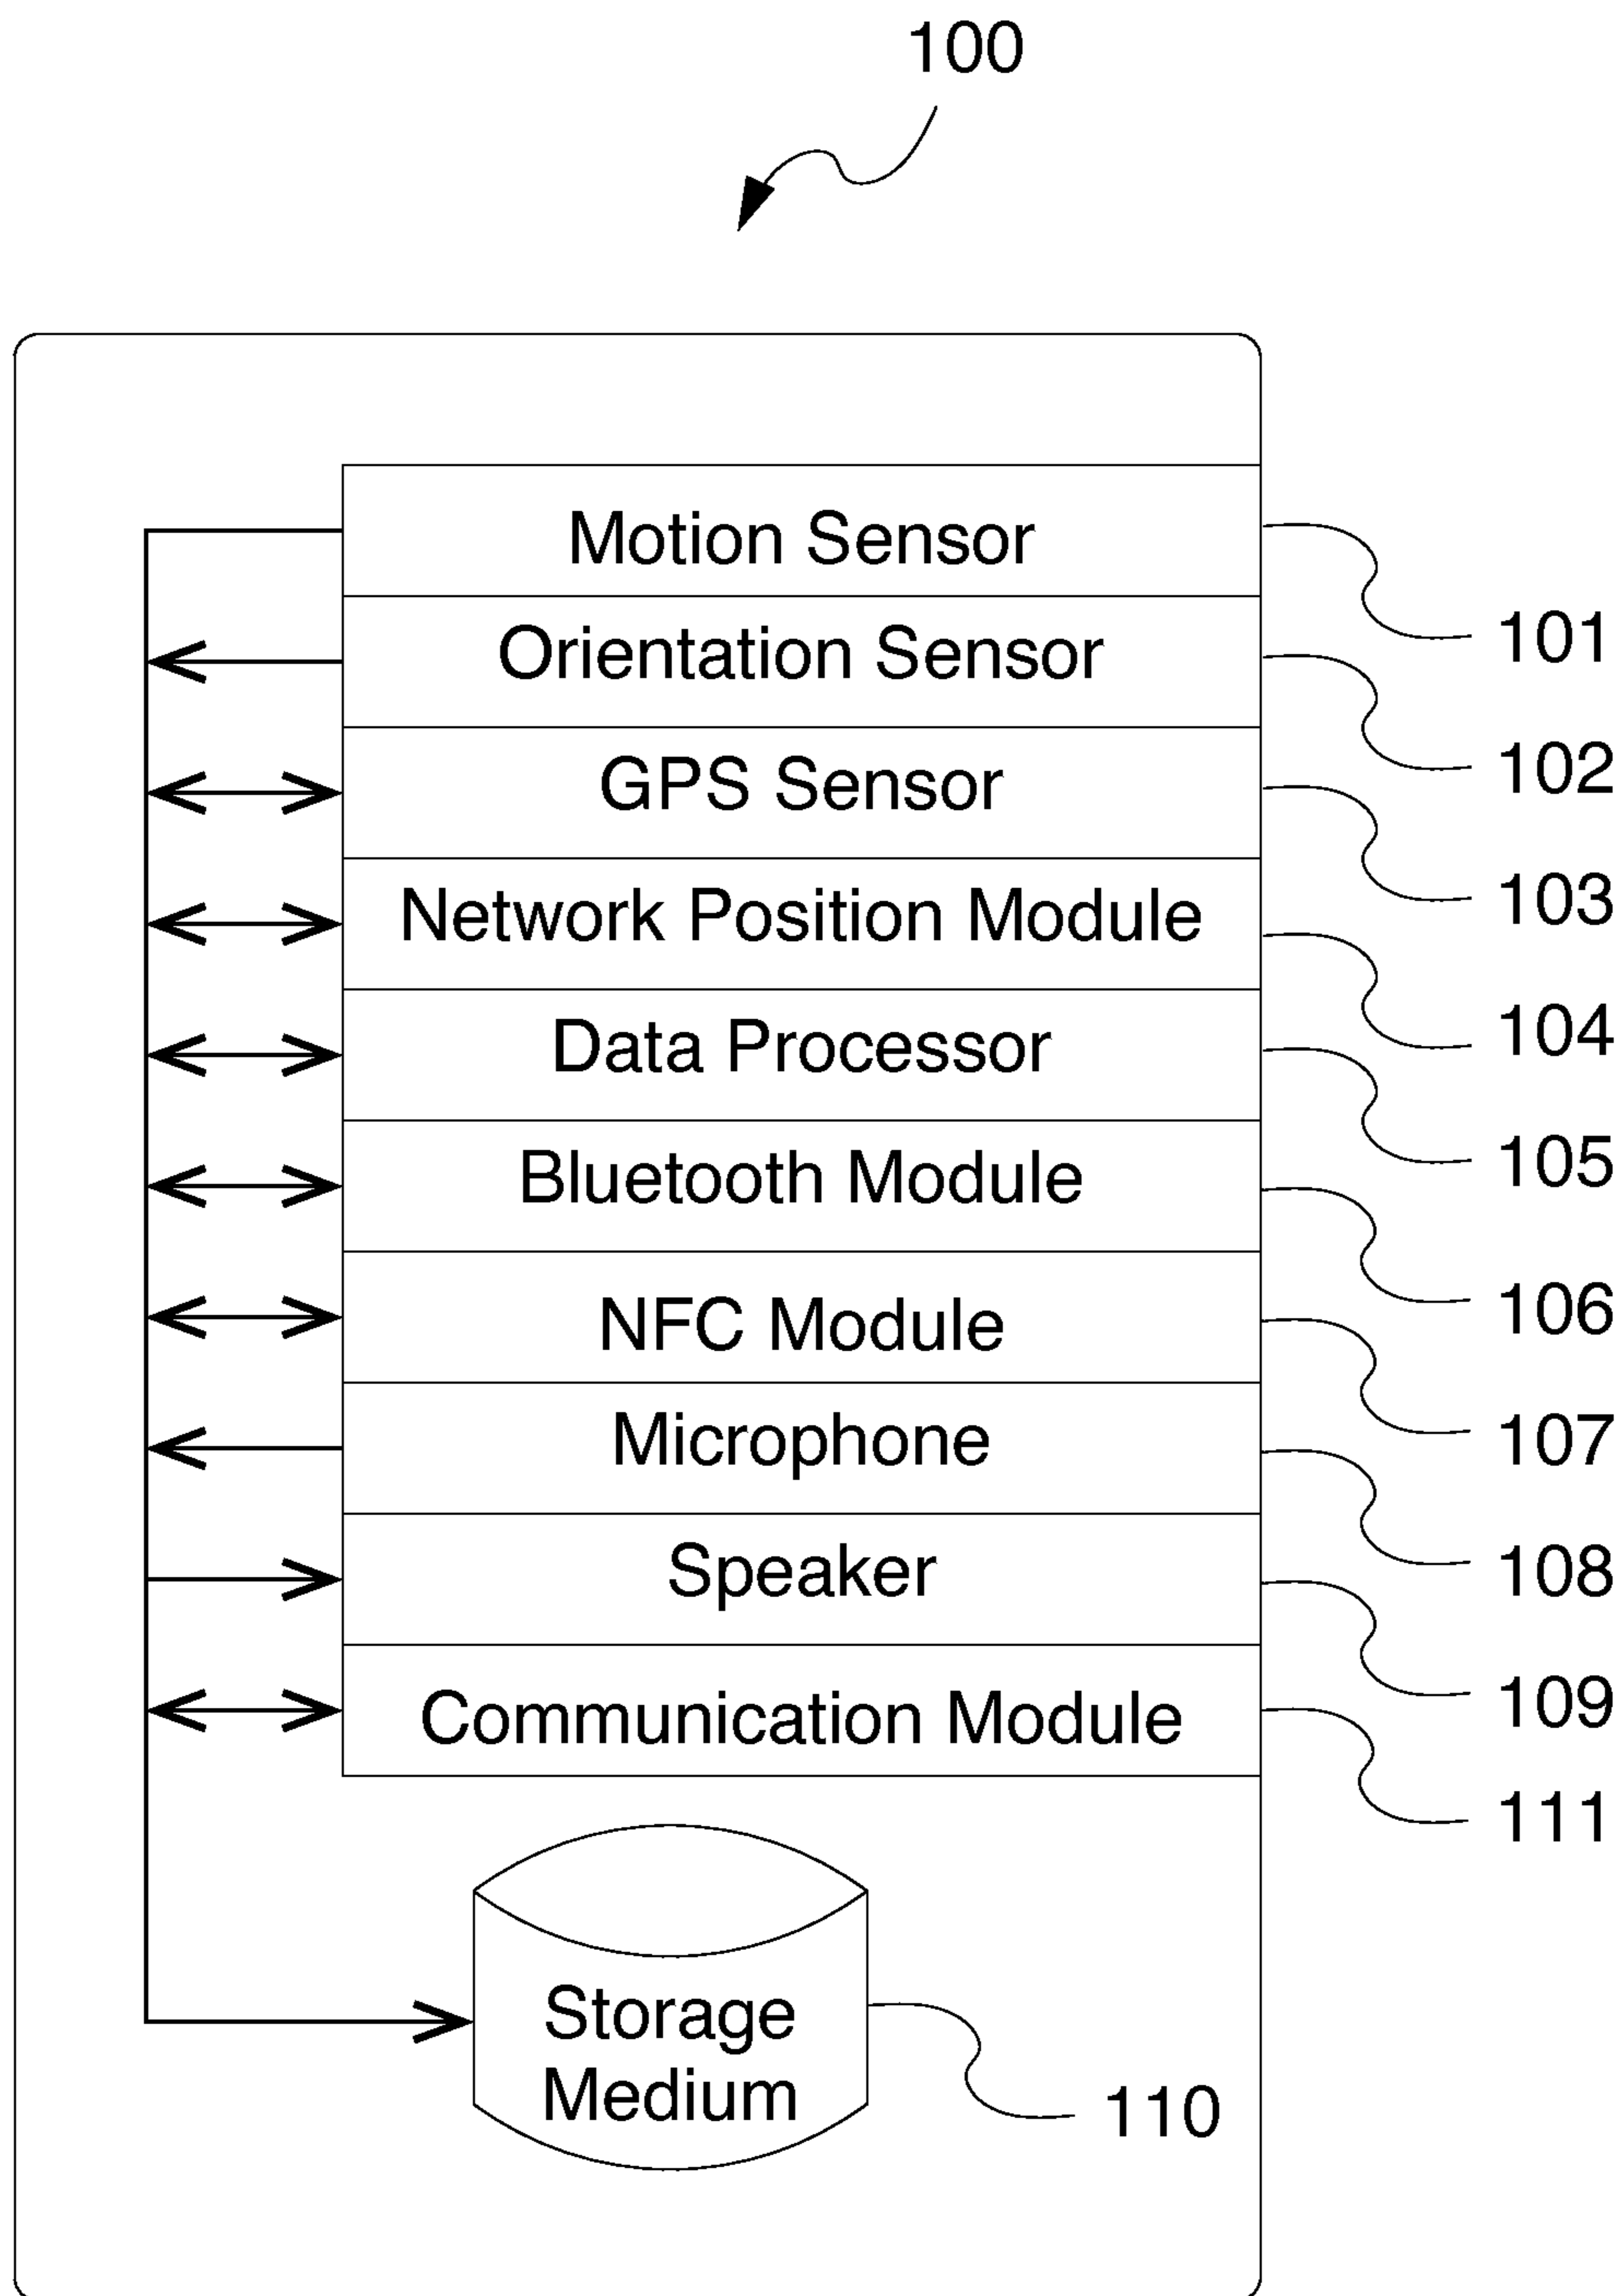 100
Motion Sensor
101
Orientation Sensor
102
GPS Sensor
103
Network Position Module
104
Data Processor
105
Bluetooth Module
106
NFC Module
107
Microphone
108
Speaker
109
Communication Module
111
Storage
Medium
110